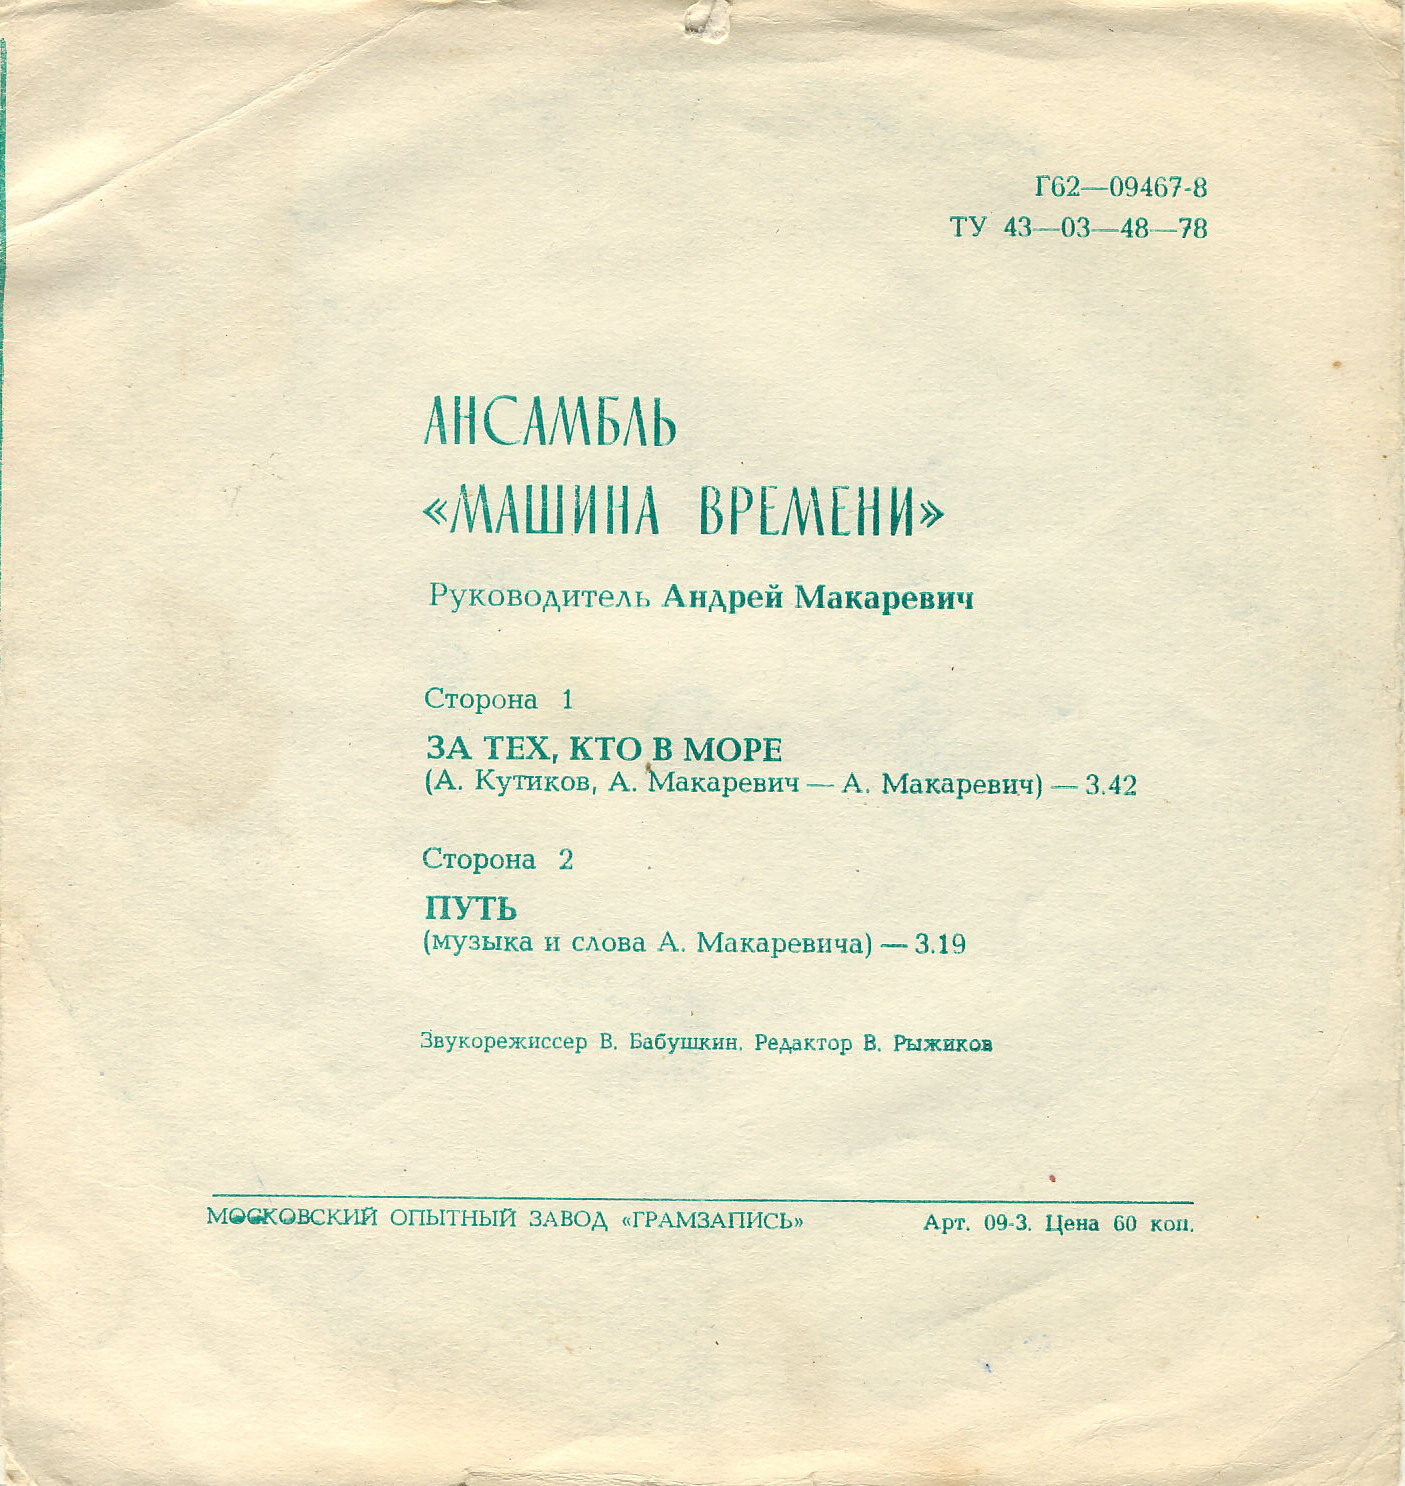 Г62—09467-8
ТУ 43—03—48—78
АНСАМБЛЬ
«МАШИНА ВРЕМЕНИ»
Руководитель Андрей Макаревич
Сторона 1
ЗА ТЕХ, КТО В МОРЕ
(А. Кутиков, А. Макаревич — А. Макаревич) — 3.42
Сторона 2
ПУТЬ
(музыка и слова А. Макаревича) — 3.19
Звукорежиссер В. Бабушкин. Редактор В. Рыжиков
МОСКОВСКИЙ ОПЫТНЫЙ ЗАВОД «ГРАМЗАПИСЬ»
Арт. 09-3. Цена 60 коп.